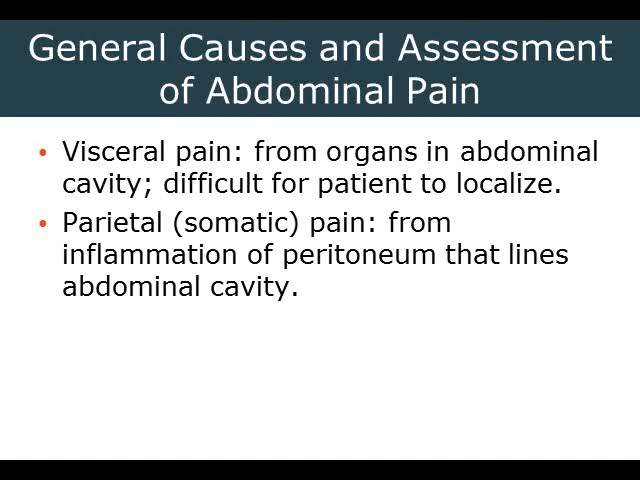 General Causes and Assessment
of Abdominal Pain
• Visceral pain: from organs in abdominal
cavity; difficult for patient to localize.
• Parietal (somatic) pain: from
inflammation of peritoneum that lines
abdominal cavity.